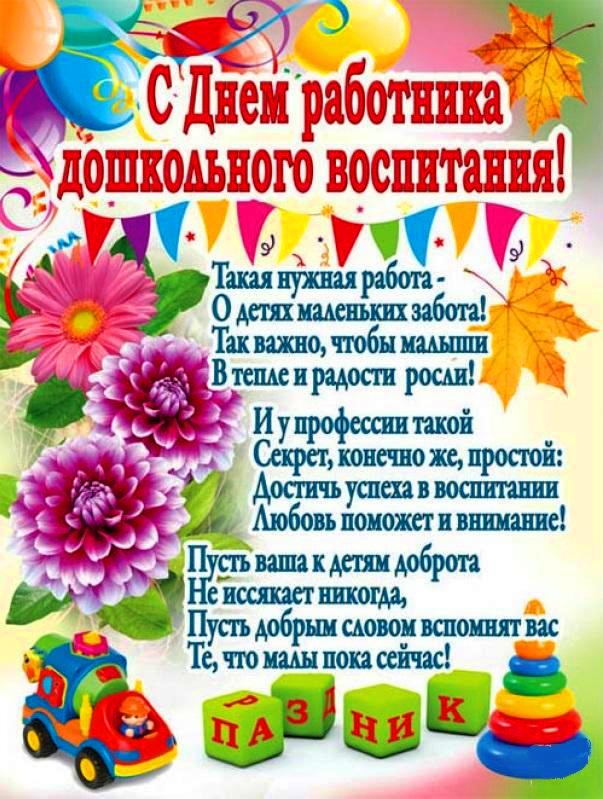 С Днем работника
дошкольного воспитания!
Такая нужная работа -
О детях маленьких забота!
Так важно, чтобы малыши
В тепле и радости росли!
И у профессии такой
Секрет, конечно же, простой:
Достичь успеха в воспитании
Любовь поможет и внимание!
Пусть ваша к детям доброта
Не иссякает никогда,
Пусть добрым словом вспомнят вас
Те, что малы пока сейчас!
Р
П А З Н И К